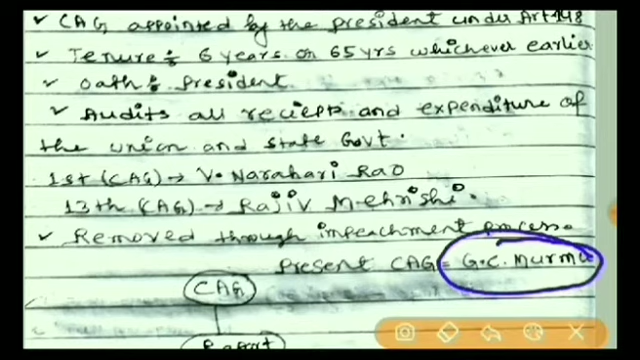 ✓ CAG appointed by the president under Art 148
✓ Tenure : 6 years or 65 yrs whichever earlier
✓ Oath : President
✓ Audits all reciepts and expenditure of
the union and state Govt.
1st (CAG) → V. Narahari Rao
13th (CAG) → Rajiv Mehrishi.
✓ Removed through impeachment process.
Present CAG = G.C. Murmu
CAG
Report